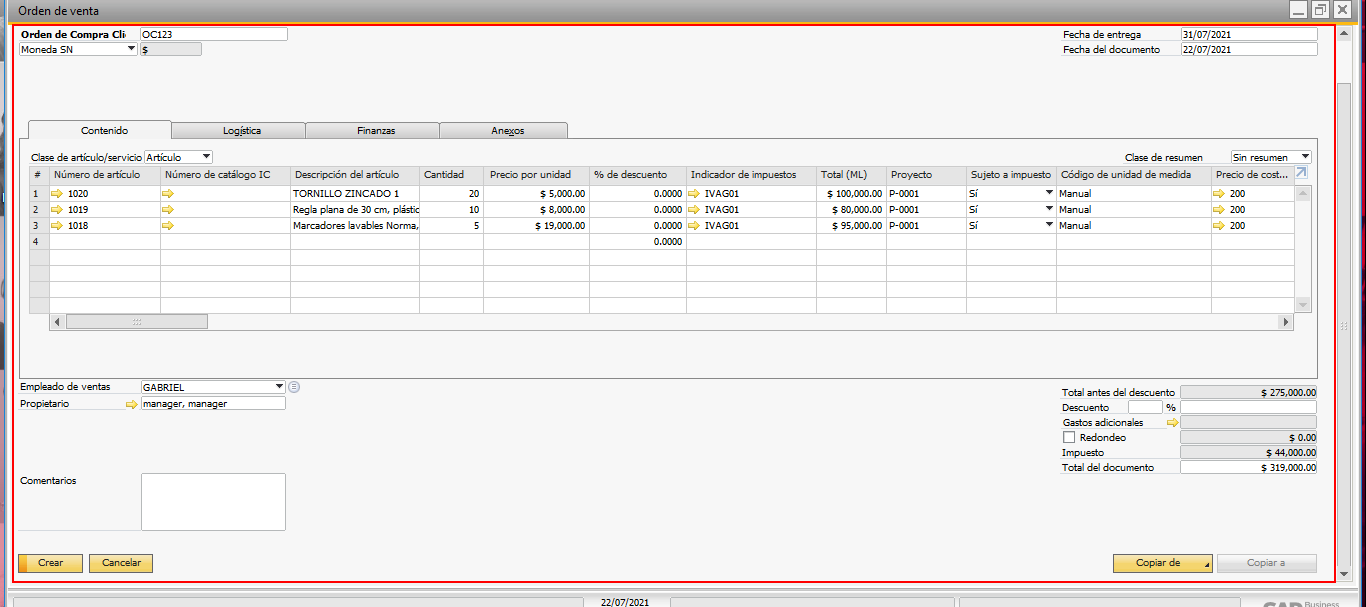 Orden de venta
Orden de Compra Cli OC123 Fecha de entrega 31/07/2021
Moneda SN $ Fecha del documento 22/07/2021
Contenido Logística Finanzas Anexos
Clase de artículo/servicio Artículo Clase de resumen Sin resumen
# Número de artículo Número de catálogo IC Descripción del artículo Cantidad Precio por unidad % de descuento Indicador de impuestos Total (ML) Proyecto Sujeto a impuesto Código de unidad de medida Precio de cost...
1 1020 TORNILLO ZINCADO 1 20 $ 5,000.00 0.0000 IVAG01 $ 100,000.00 P-0001 Sí Manual 200
2 1019 Regla plana de 30 cm, plástic 10 $ 8,000.00 0.0000 IVAG01 $ 80,000.00 P-0001 Sí Manual 200
3 1018 Marcadores lavables Norma, 5 $ 19,000.00 0.0000 IVAG01 $ 95,000.00 P-0001 Sí Manual 200
4 0.0000
Empleado de ventas GABRIEL
Propietario manager, manager
Total antes del descuento $ 275,000.00
Descuento %
Gastos adicionales
Redondeo $ 0.00
Impuesto $ 44,000.00
Total del documento $ 319,000.00
Comentarios
Crear Cancelar Copiar de Copiar a
22/07/2021 Business